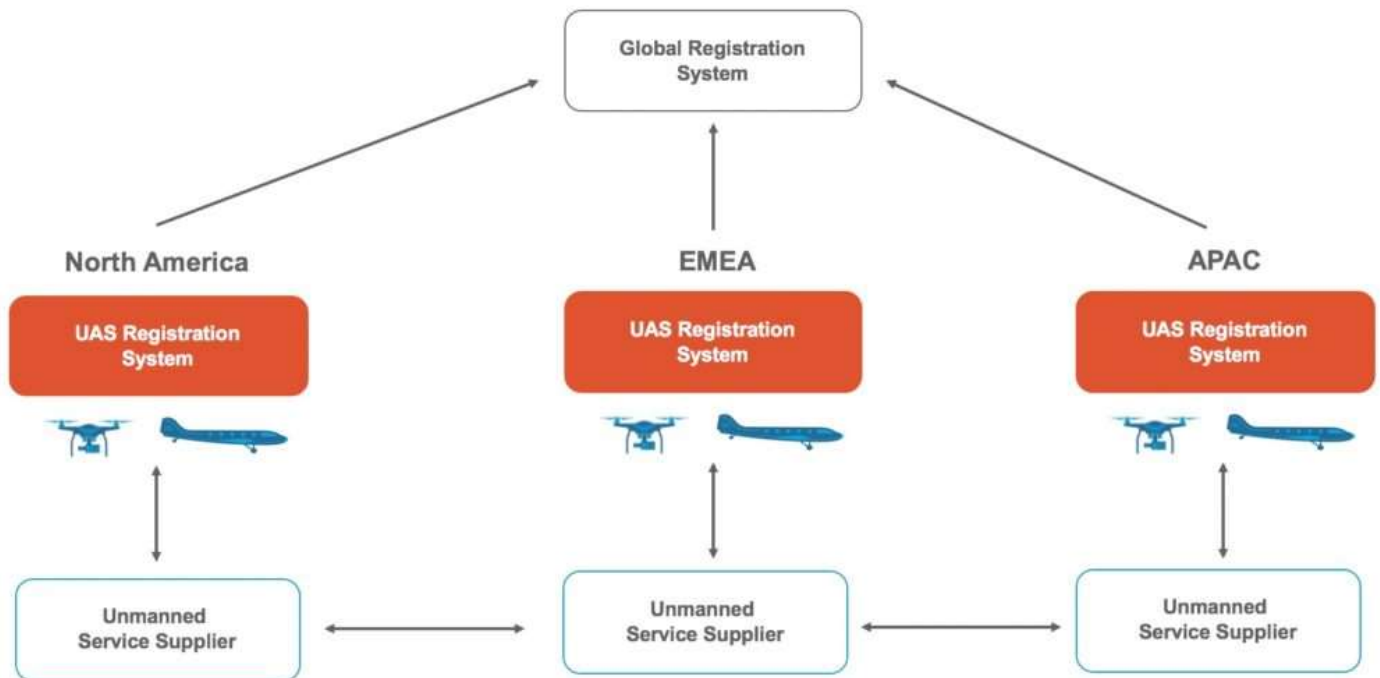 Global Registration
System
North America
EMEA
APAC
UAS Registration
System
UAS Registration
System
UAS Registration
System
Unmanned
Service Supplier
Unmanned
Service Supplier
Unmanned
Service Supplier